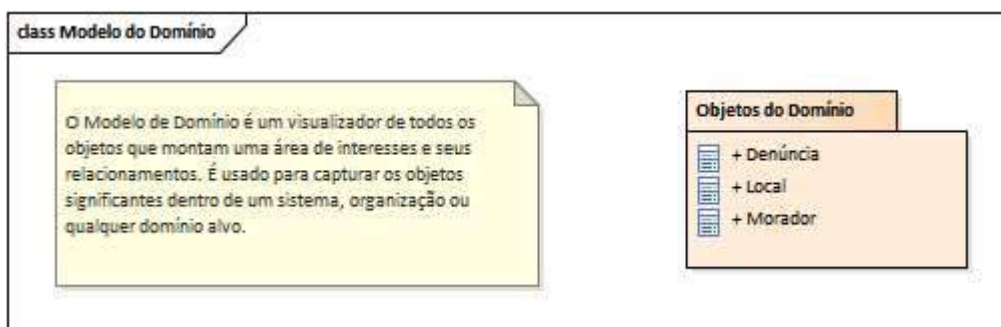 class Modelo do Domínio
O Modelo de Domínio é um visualizador de todos os
objetos que montam uma área de interesses e seus
relacionamentos. É usado para capturar os objetos
significantes dentro de um sistema, organização ou
qualquer domínio alvo.
Objetos do Domínio
+ Denúncia
+ Local
+ Morador